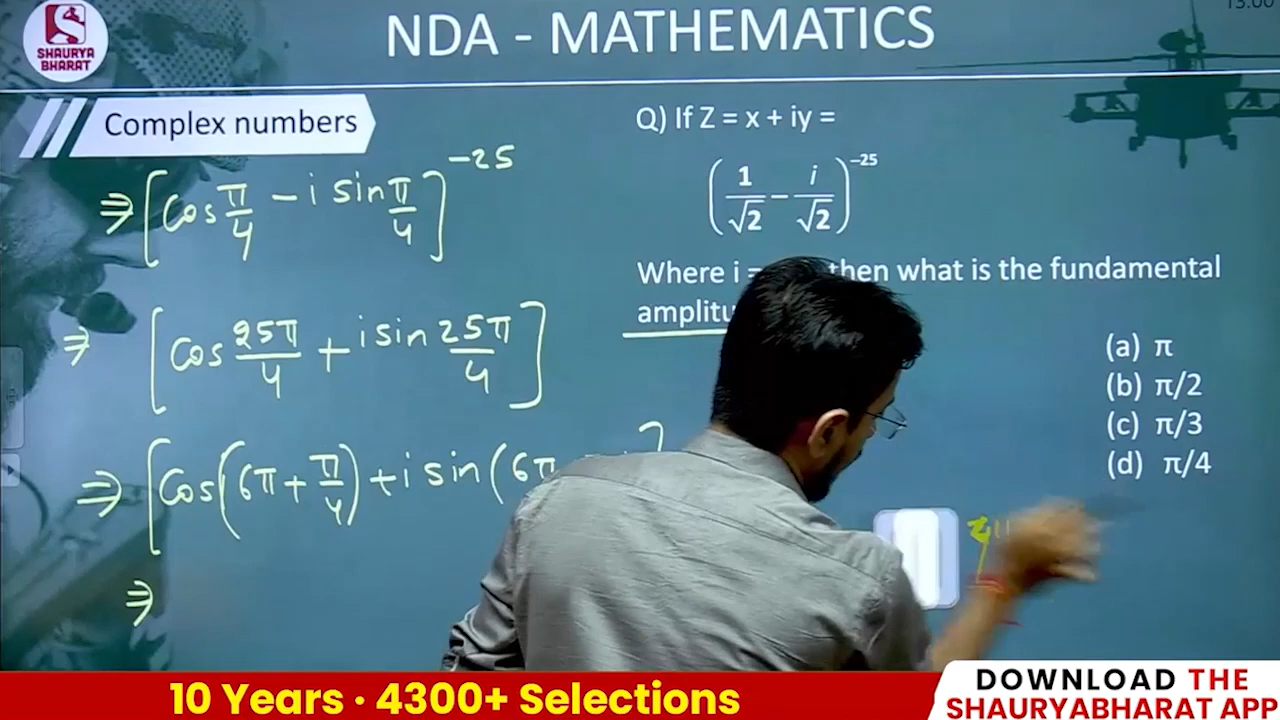 SHAURYA
BHARAT
NDA - MATHEMATICS
Complex numbers
Q) If Z = x + iy =
(1/√2 − i/√2)^−25
Where i = then what is the fundamental
(a) π
(b) π/2
(c) π/3
(d) π/4
⇒ [cos π/4 − i sin π/4]^−25
⇒ [cos 25π/4 + i sin 25π/4]
⇒ [cos(6π + π/4) + i sin (6π ]
⇒
10 Years · 4300+ Selections
DOWNLOAD THE
SHAURYABHARAT APP